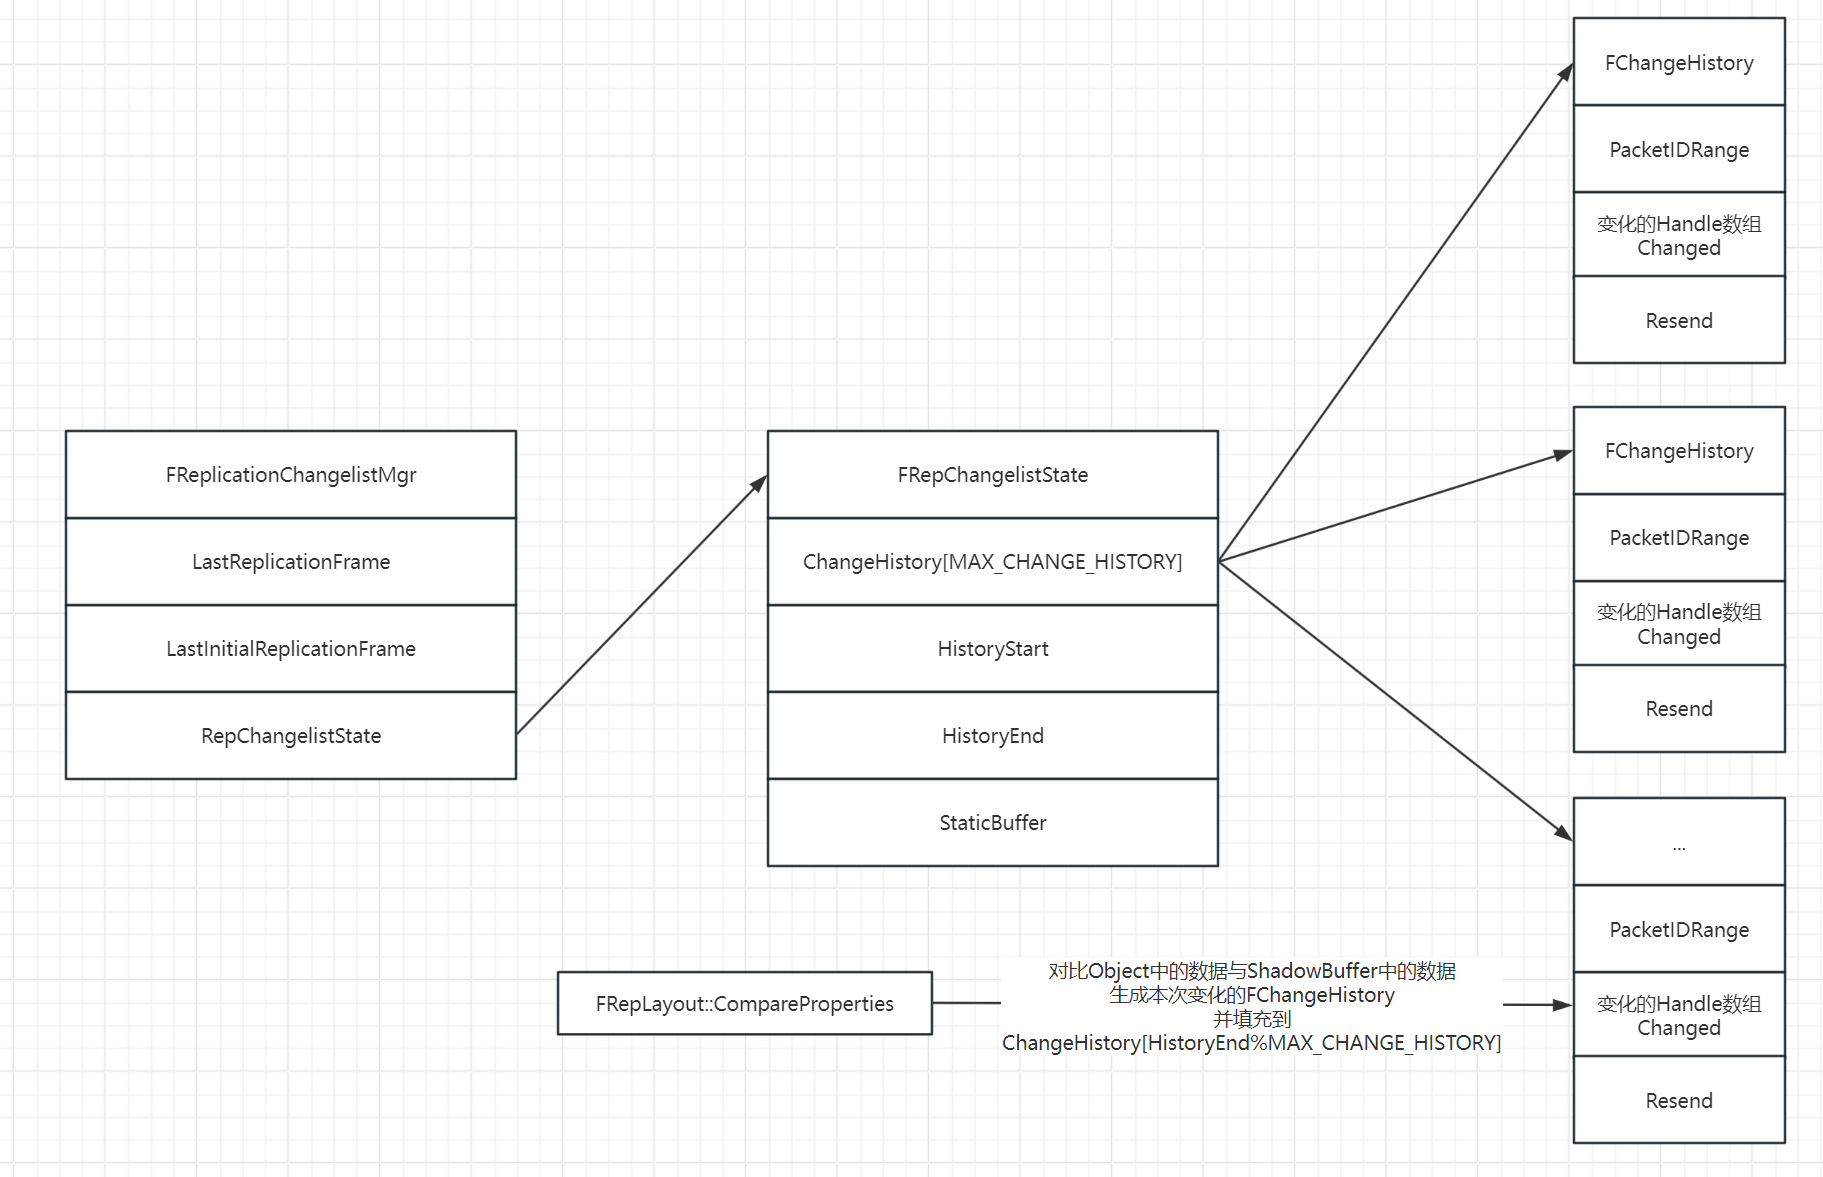 FReplicationChangelistMgr
LastReplicationFrame
LastInitialReplicationFrame
RepChangelistState
FRepChangelistState
ChangeHistory[MAX_CHANGE_HISTORY]
HistoryStart
HistoryEnd
StaticBuffer
FChangeHistory
PacketIDRange
变化的Handle数组
Changed
Resend
FChangeHistory
PacketIDRange
变化的Handle数组
Changed
Resend
...
PacketIDRange
变化的Handle数组
Changed
Resend
FRepLayout::CompareProperties
对比Object中的数据与ShadowBuffer中的数据
生成本次变化的FChangeHistory
并填充到
ChangeHistory[HistoryEnd%MAX_CHANGE_HISTORY]